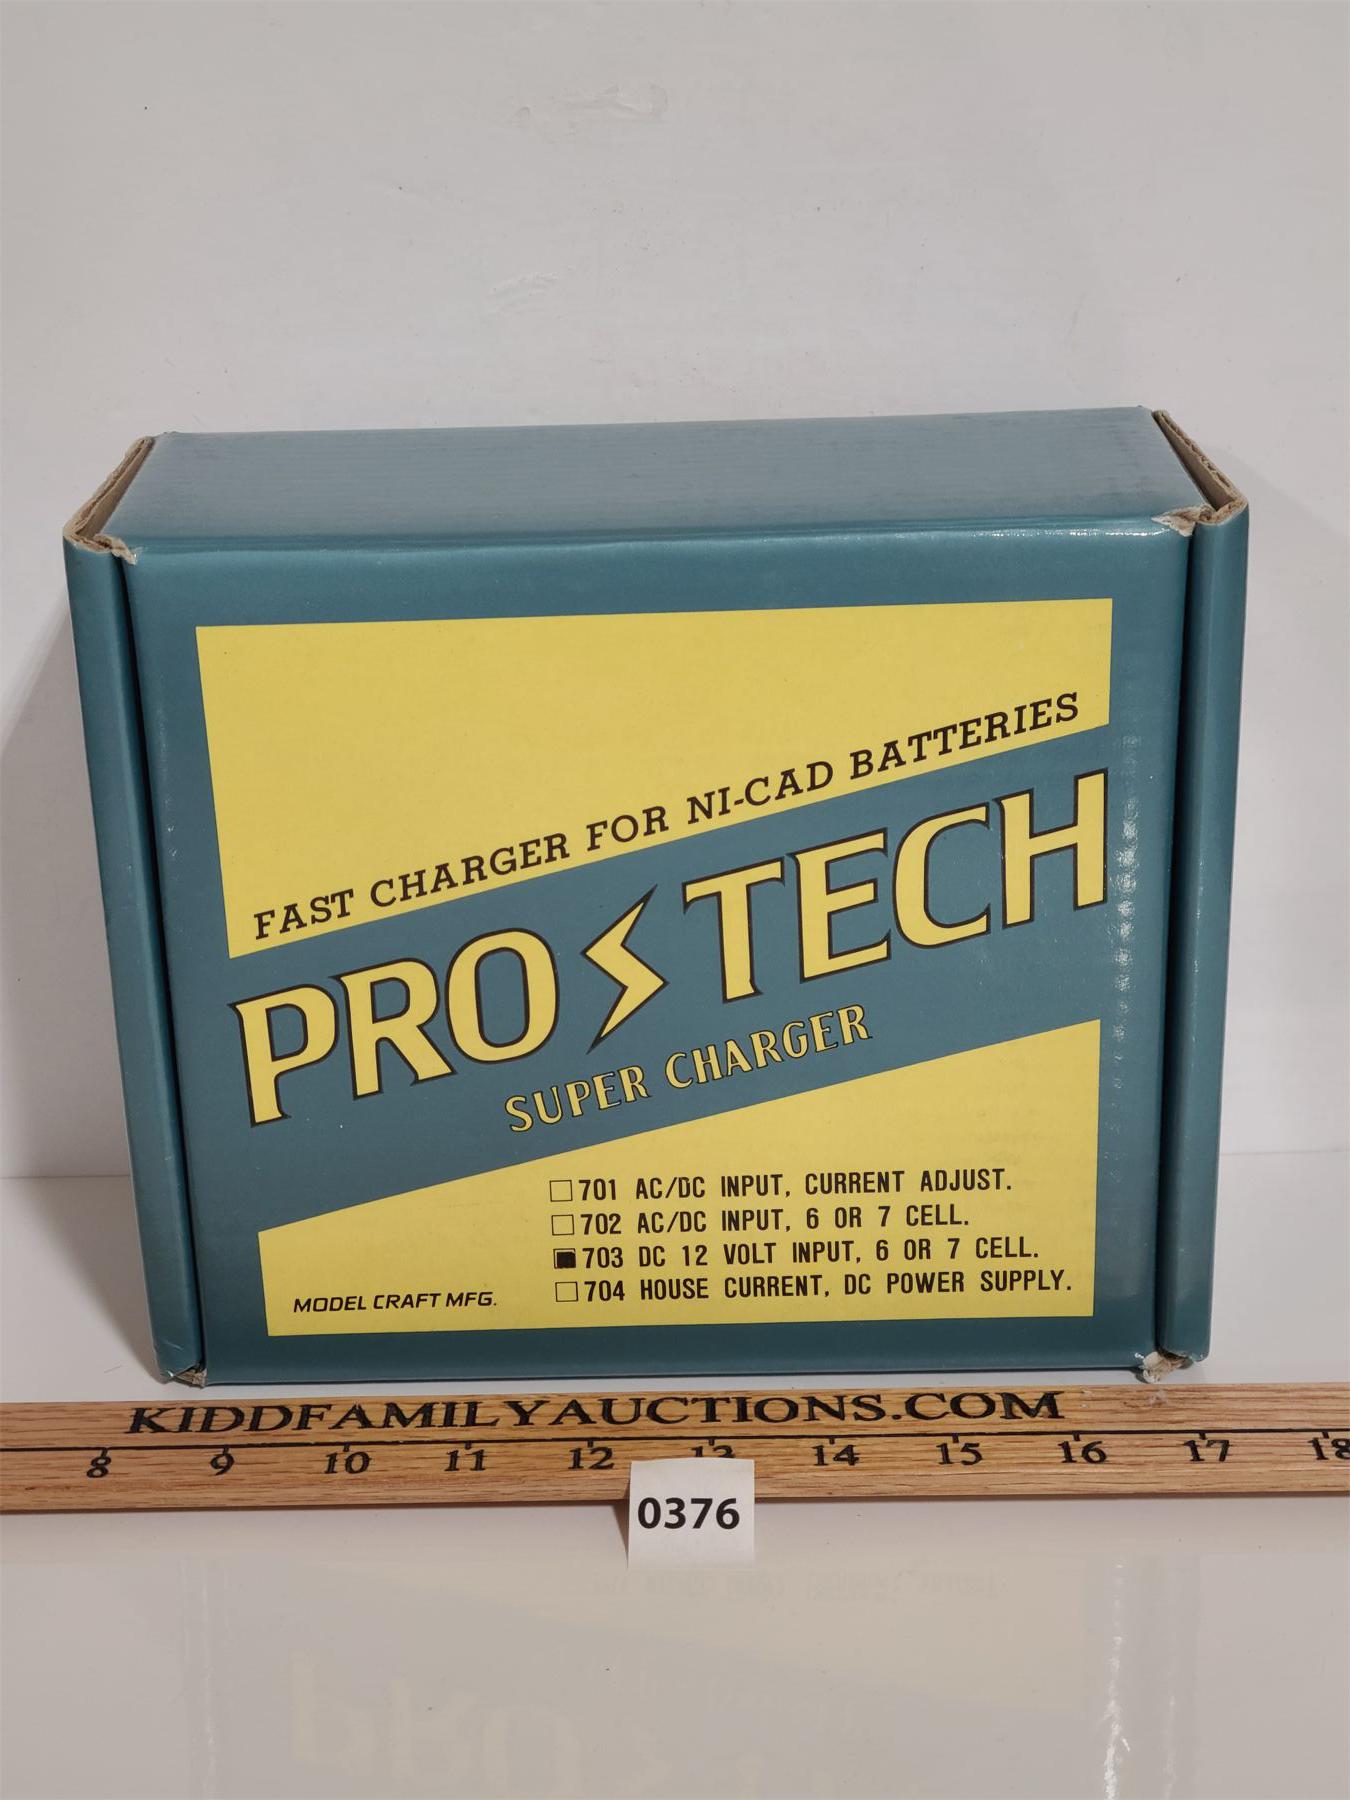 FAST CHARGER FOR NI-CAD BATTERIES
PRO TECH
SUPER CHARGER
701 AC/DC INPUT, CURRENT ADJUST.
702 AC/DC INPUT, 6 OR 7 CELL.
703 DC 12 VOLT INPUT, 6 OR 7 CELL.
704 HOUSE CURRENT, DC POWER SUPPLY.
MODEL CRAFT MFG.
KIDDFAMILYAUCTIONS.COM
8 9 10 11 12 13 14 15 16 17 18
0376